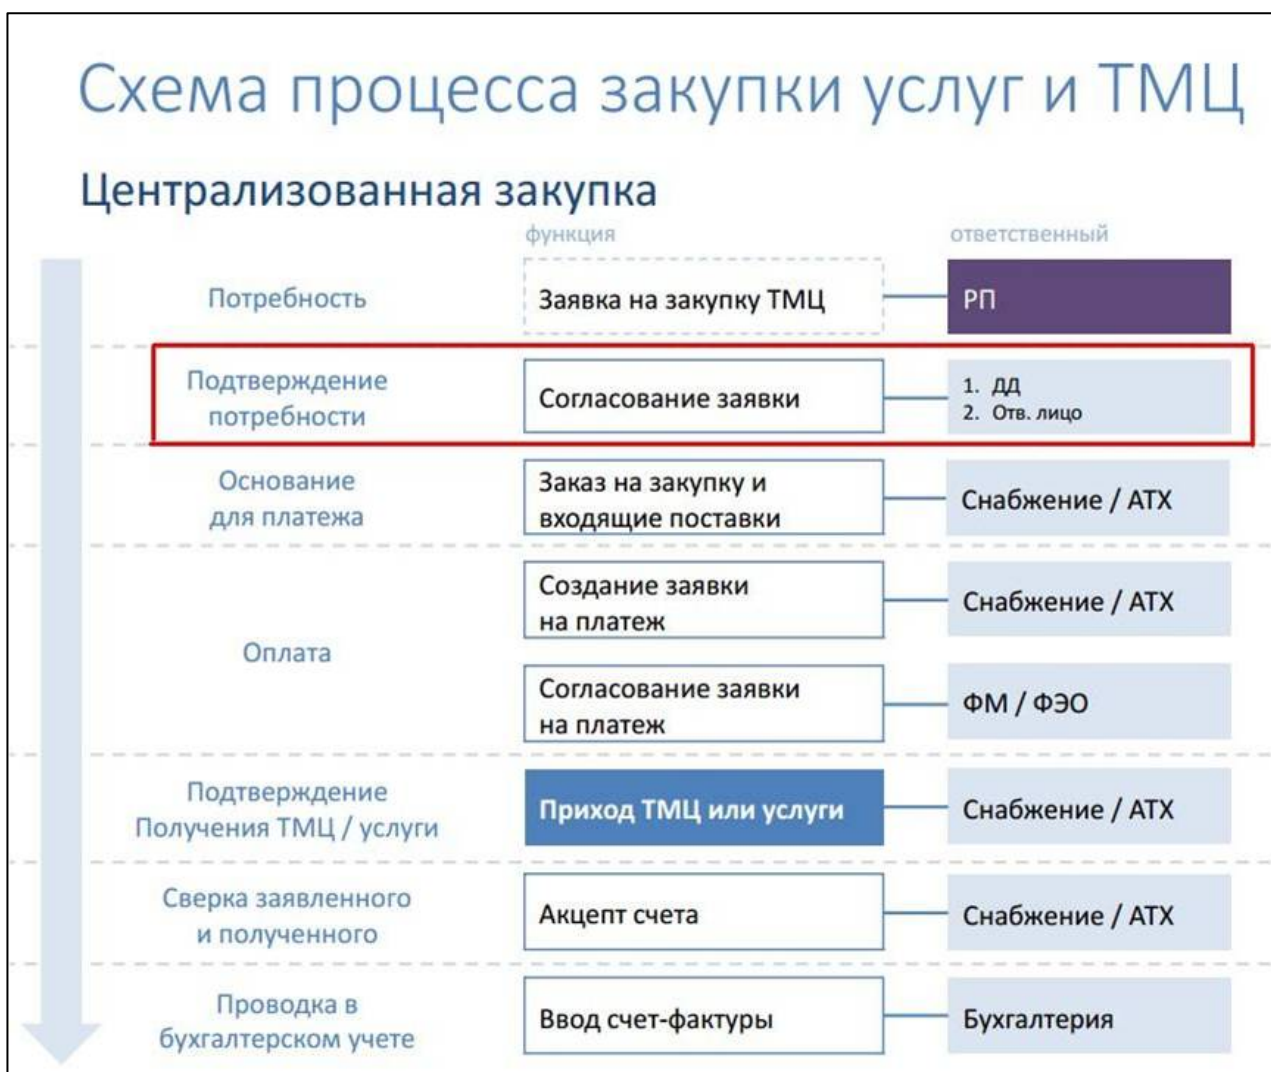 Схема процесса закупки услуг и ТМЦ
Централизованная закупка
функция
ответственный
Потребность
Заявка на закупку ТМЦ
РП
Подтверждение
потребности
Согласование заявки
1. ДД
2. Отв. лицо
Основание
для платежа
Заказ на закупку и
входящие поставки
Снабжение / АТХ
Оплата
Создание заявки
на платеж
Снабжение / АТХ
Согласование заявки
на платеж
ФМ / ФЭО
Подтверждение
Получения ТМЦ / услуги
Приход ТМЦ или услуги
Снабжение / АТХ
Сверка заявленного
и полученного
Акцепт счета
Снабжение / АТХ
Проводка в
бухгалтерском учете
Ввод счет-фактуры
Бухгалтерия